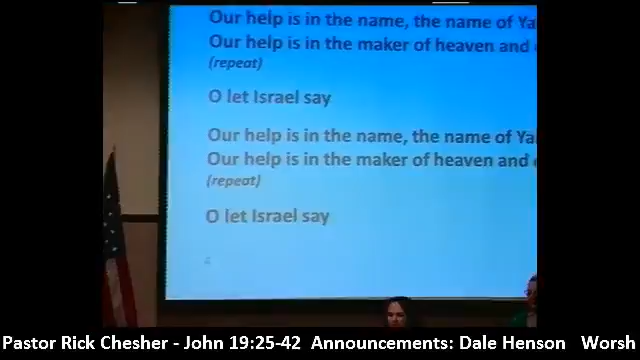 Our help is in the name, the name of
Our help is in the maker of heaven and
(repeat)
O let Israel say
Our help is in the name, the name of
Our help is in the maker of heaven and
(repeat)
O let Israel say
Pastor Rick Chesher - John 19:25-42 Announcements: Dale Henson Worsh